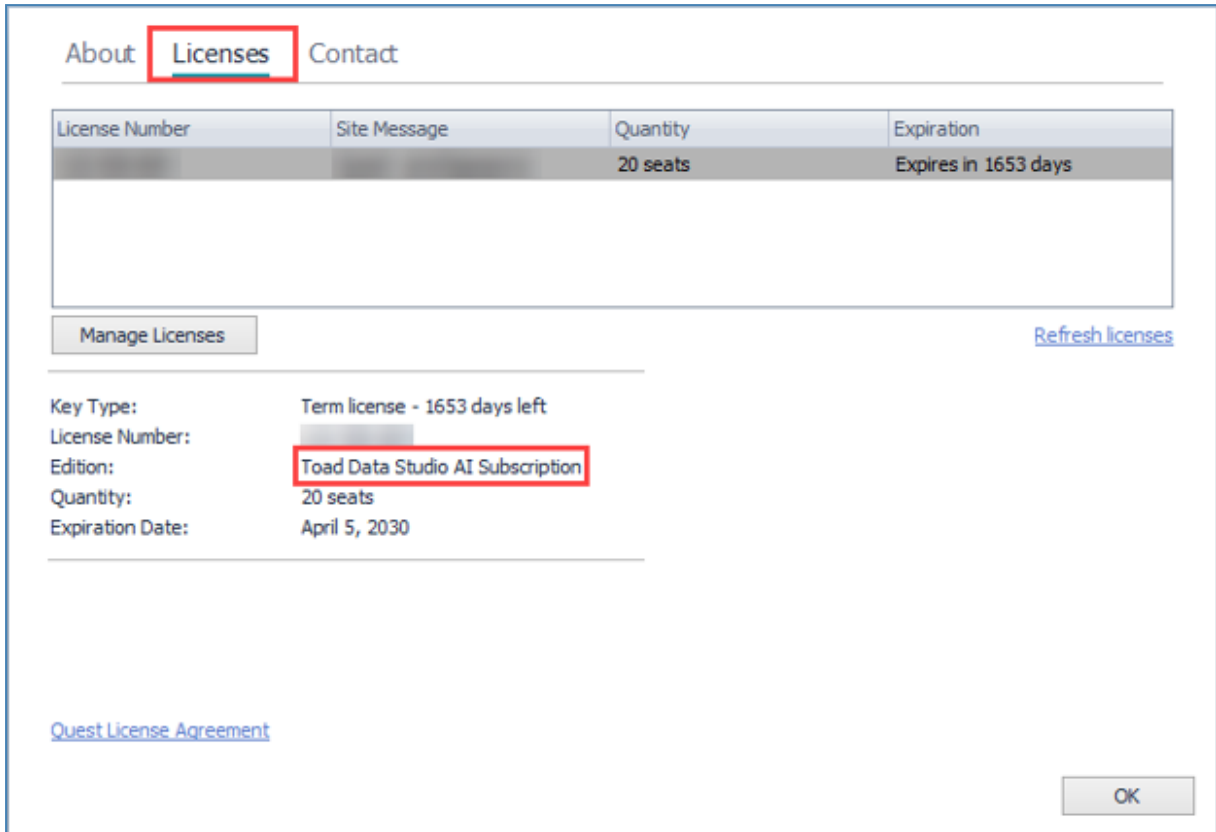 About Licenses Contact
License Number Site Message Quantity Expiration
20 seats Expires in 1653 days
Manage Licenses Refresh licenses
Key Type: Term license - 1653 days left
License Number:
Edition: Toad Data Studio AI Subscription
Quantity: 20 seats
Expiration Date: April 5, 2030
Quest License Agreement
OK